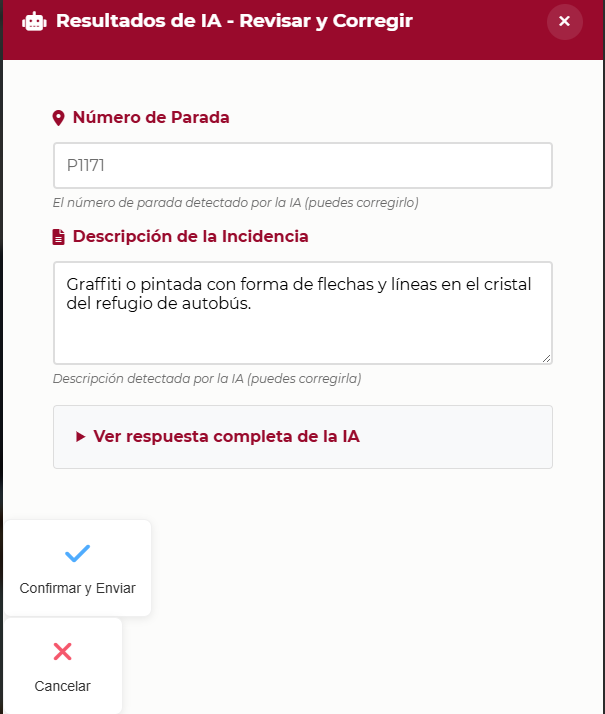 Resultados de IA - Revisar y Corregir
Número de Parada
P1171
El número de parada detectado por la IA (puedes corregirlo)
Descripción de la Incidencia
Graffiti o pintada con forma de flechas y líneas en el cristal
del refugio de autobús.
Descripción detectada por la IA (puedes corregirla)
Ver respuesta completa de la IA
Confirmar y Enviar
Cancelar